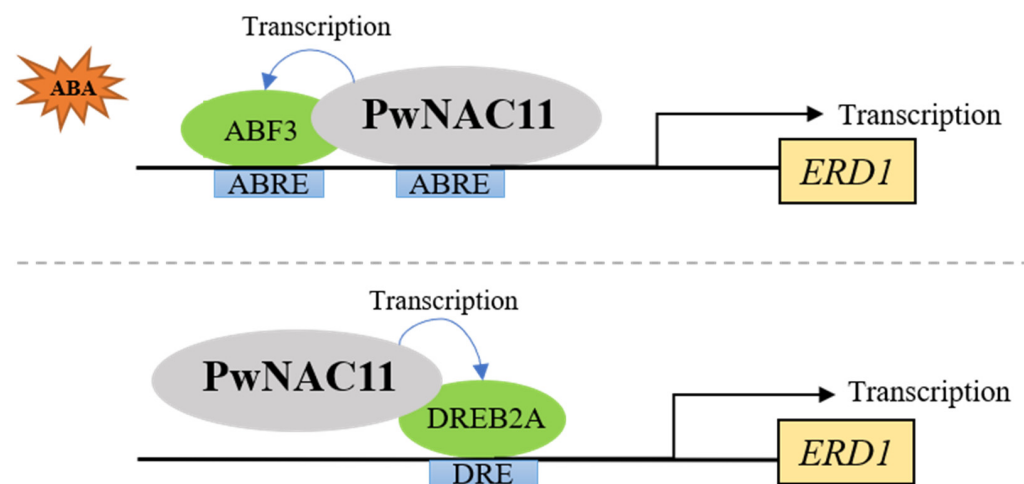 Transcription
ABA
ABF3
PwNAC11
Transcription
ABRE
ABRE
ERD1
Transcription
PwNAC11
DREB2A
Transcription
DRE
ERD1